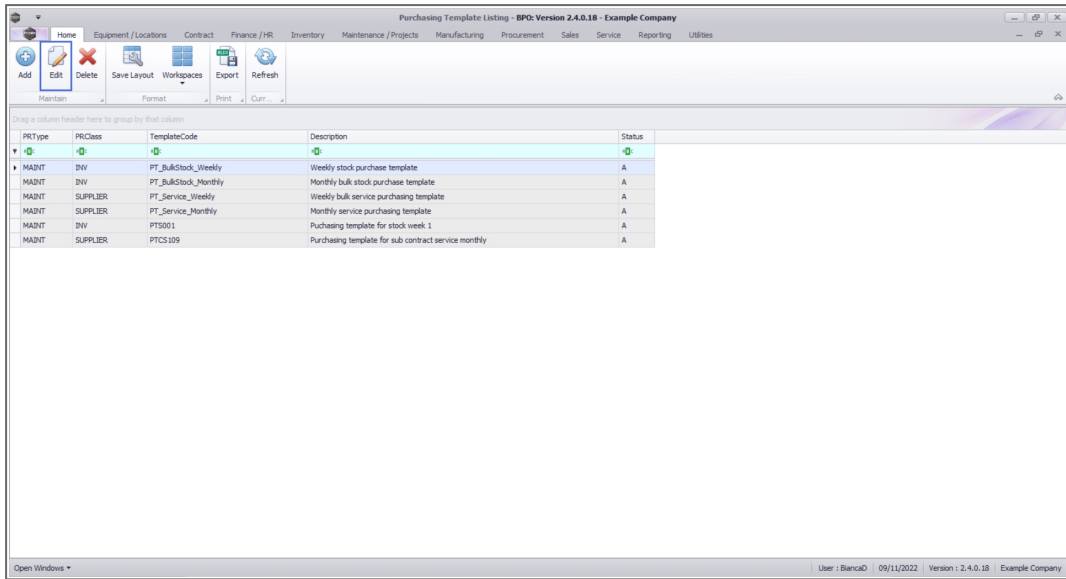 Purchasing Template Listing - BPO: Version 2.4.0.18 - Example Company
Home Equipment / Locations Contract Finance / HR Inventory Maintenance / Projects Manufacturing Procurement Sales Service Reporting Utilities
Add Edit Delete Save Layout Workspaces Export Refresh
Maintain Format Print Curr...
Drag a column header here to group by that column
PRType PRClass TemplateCode Description Status
MAINT INV PT_BulkStock_Weekly Weekly stock purchase template A
MAINT INV PT_BulkStock_Monthly Monthly bulk stock purchase template A
MAINT SUPPLIER PT_Service_Weekly Weekly bulk service purchasing template A
MAINT SUPPLIER PT_Service_Monthly Monthly service purchasing template A
MAINT INV PTS001 Puchasing template for stock week 1 A
MAINT SUPPLIER PTCS109 Purchasing template for sub contract service monthly A
Open Windows User : BiancaD 09/11/2022 Version : 2.4.0.18 Example Company